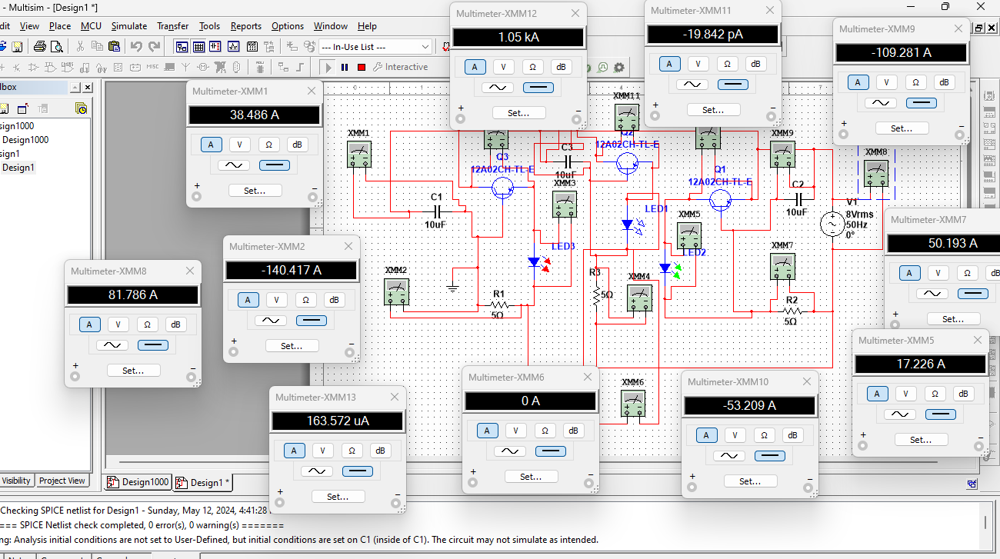 - Multisim - [Design1 *]
dit View Place MCU Simulate Transfer Tools Reports Options Window Help
--- In-Use List ---
MISC
Interactive
lbox
sign1000
Design1000
sign1
Design1
Visibility Project View
Design1000 Design1 *
Multimeter-XMM12
1.05 kA
A V Ω dB
Set...
+ −
Multimeter-XMM11
-19.842 pA
A V Ω dB
Set...
+ −
Multimeter-XMM9
-109.281 A
A V Ω dB
Set...
+ −
Multimeter-XMM1
38.486 A
A V Ω dB
Set...
+ −
Multimeter-XMM2
-140.417 A
A V Ω dB
Set...
+ −
Multimeter-XMM8
81.786 A
A V Ω dB
Set...
+ −
Multimeter-XMM7
50.193 A
A V Ω dB
Set...
+
Multimeter-XMM5
17.226 A
A V Ω dB
Set...
+ −
Multimeter-XMM13
163.572 uA
A V Ω dB
Set...
+ −
Multimeter-XMM6
0 A
A V Ω dB
Set...
+ −
Multimeter-XMM10
-53.209 A
A V Ω dB
Set...
+ −
XMM1
XMM11
XMM9
XMM8
Q2
12A02CH-TL-E
C3
10uF
Q3
12A02CH-TL-E
XMM3
Q1
12A02CH-TL-E
C2
10uF
C1
10uF
V1
8Vrms
50Hz
0°
LED1
XMM5
LED3
LED2
XMM7
XMM2
R3
5Ω
XMM4
R1
5Ω
R2
5Ω
XMM6
Checking SPICE netlist for Design1 - Sunday, May 12, 2024, 4:41:28
=== SPICE Netlist check completed, 0 error(s), 0 warning(s) =======
ng: Analysis initial conditions are not set to User-Defined, but initial conditions are set on C1 (inside of C1). The circuit may not simulate as intended.